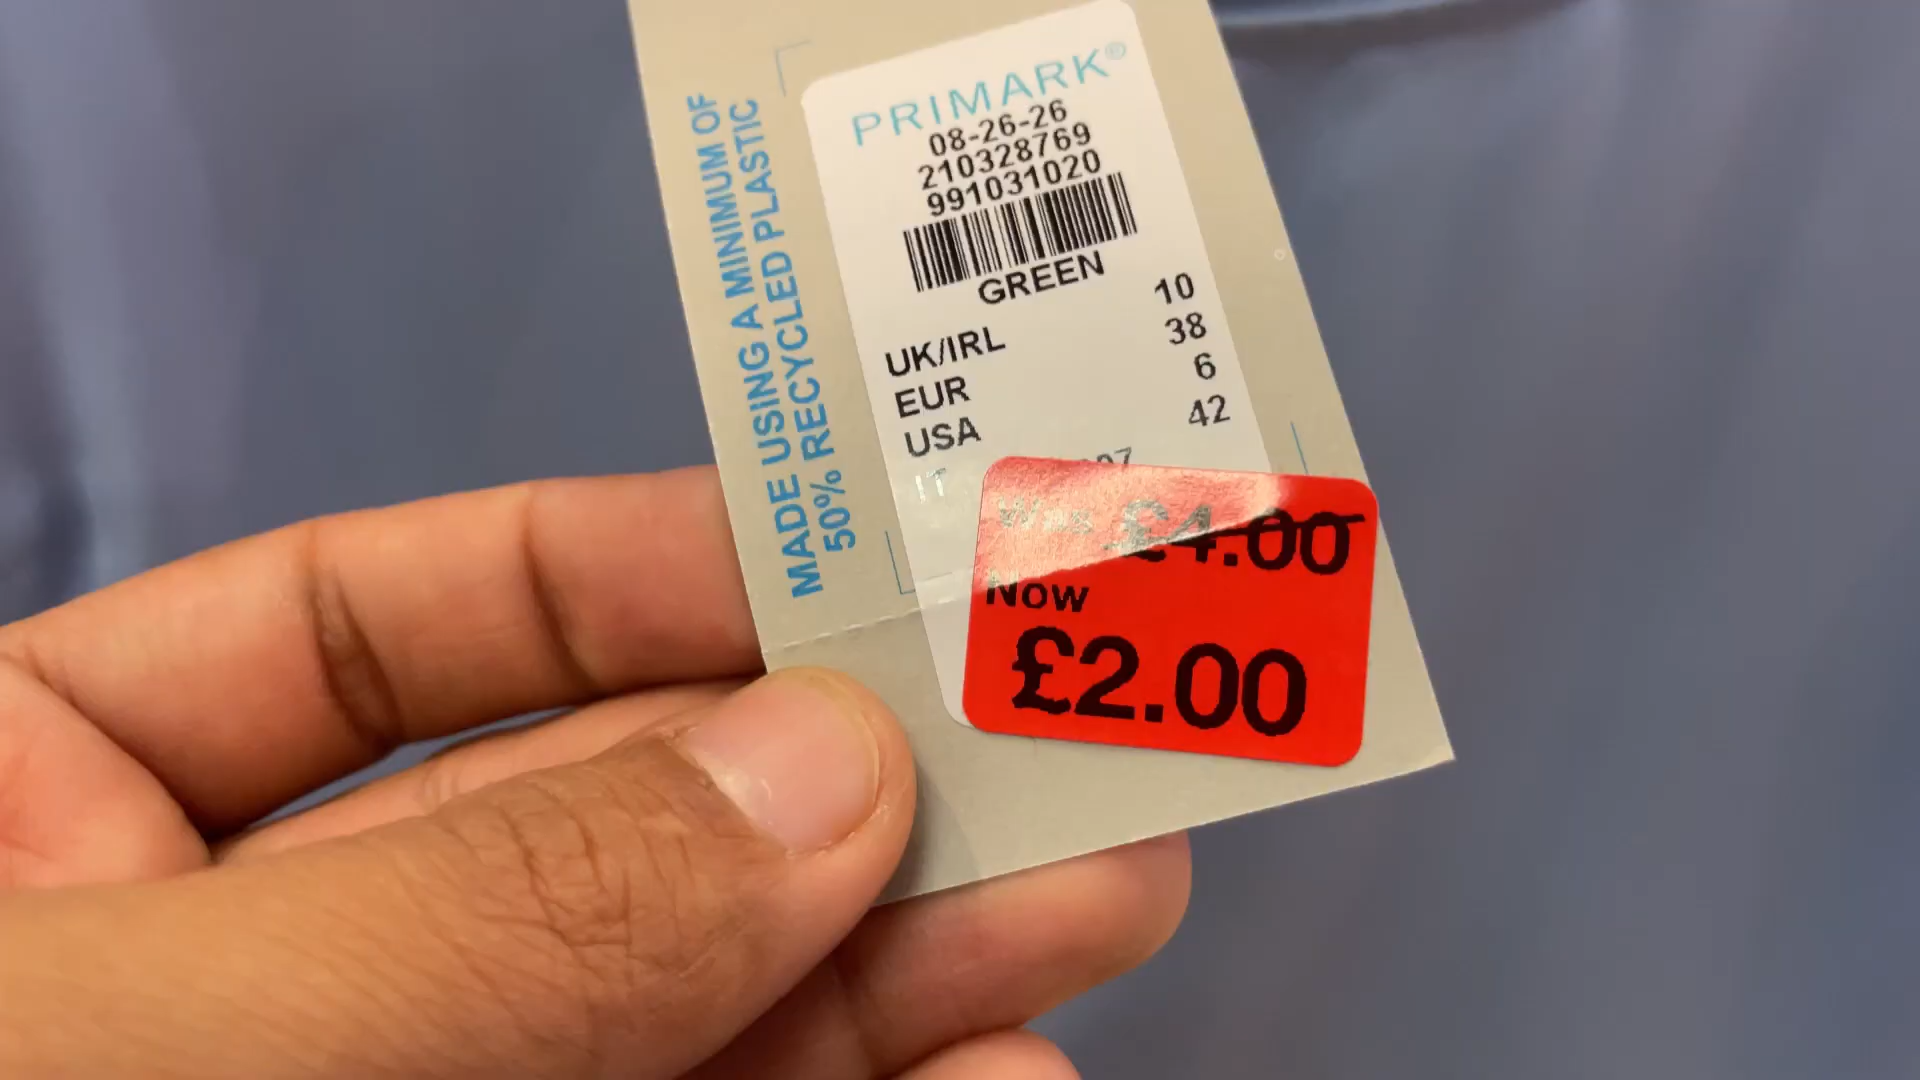 PRIMARK®
08-26-26
210328769
991031020
GREEN
UK/IRL 10
EUR 38
USA 6
IT 42
MADE USING A MINIMUM OF
50% RECYCLED PLASTIC
Was £4.00
Now
£2.00